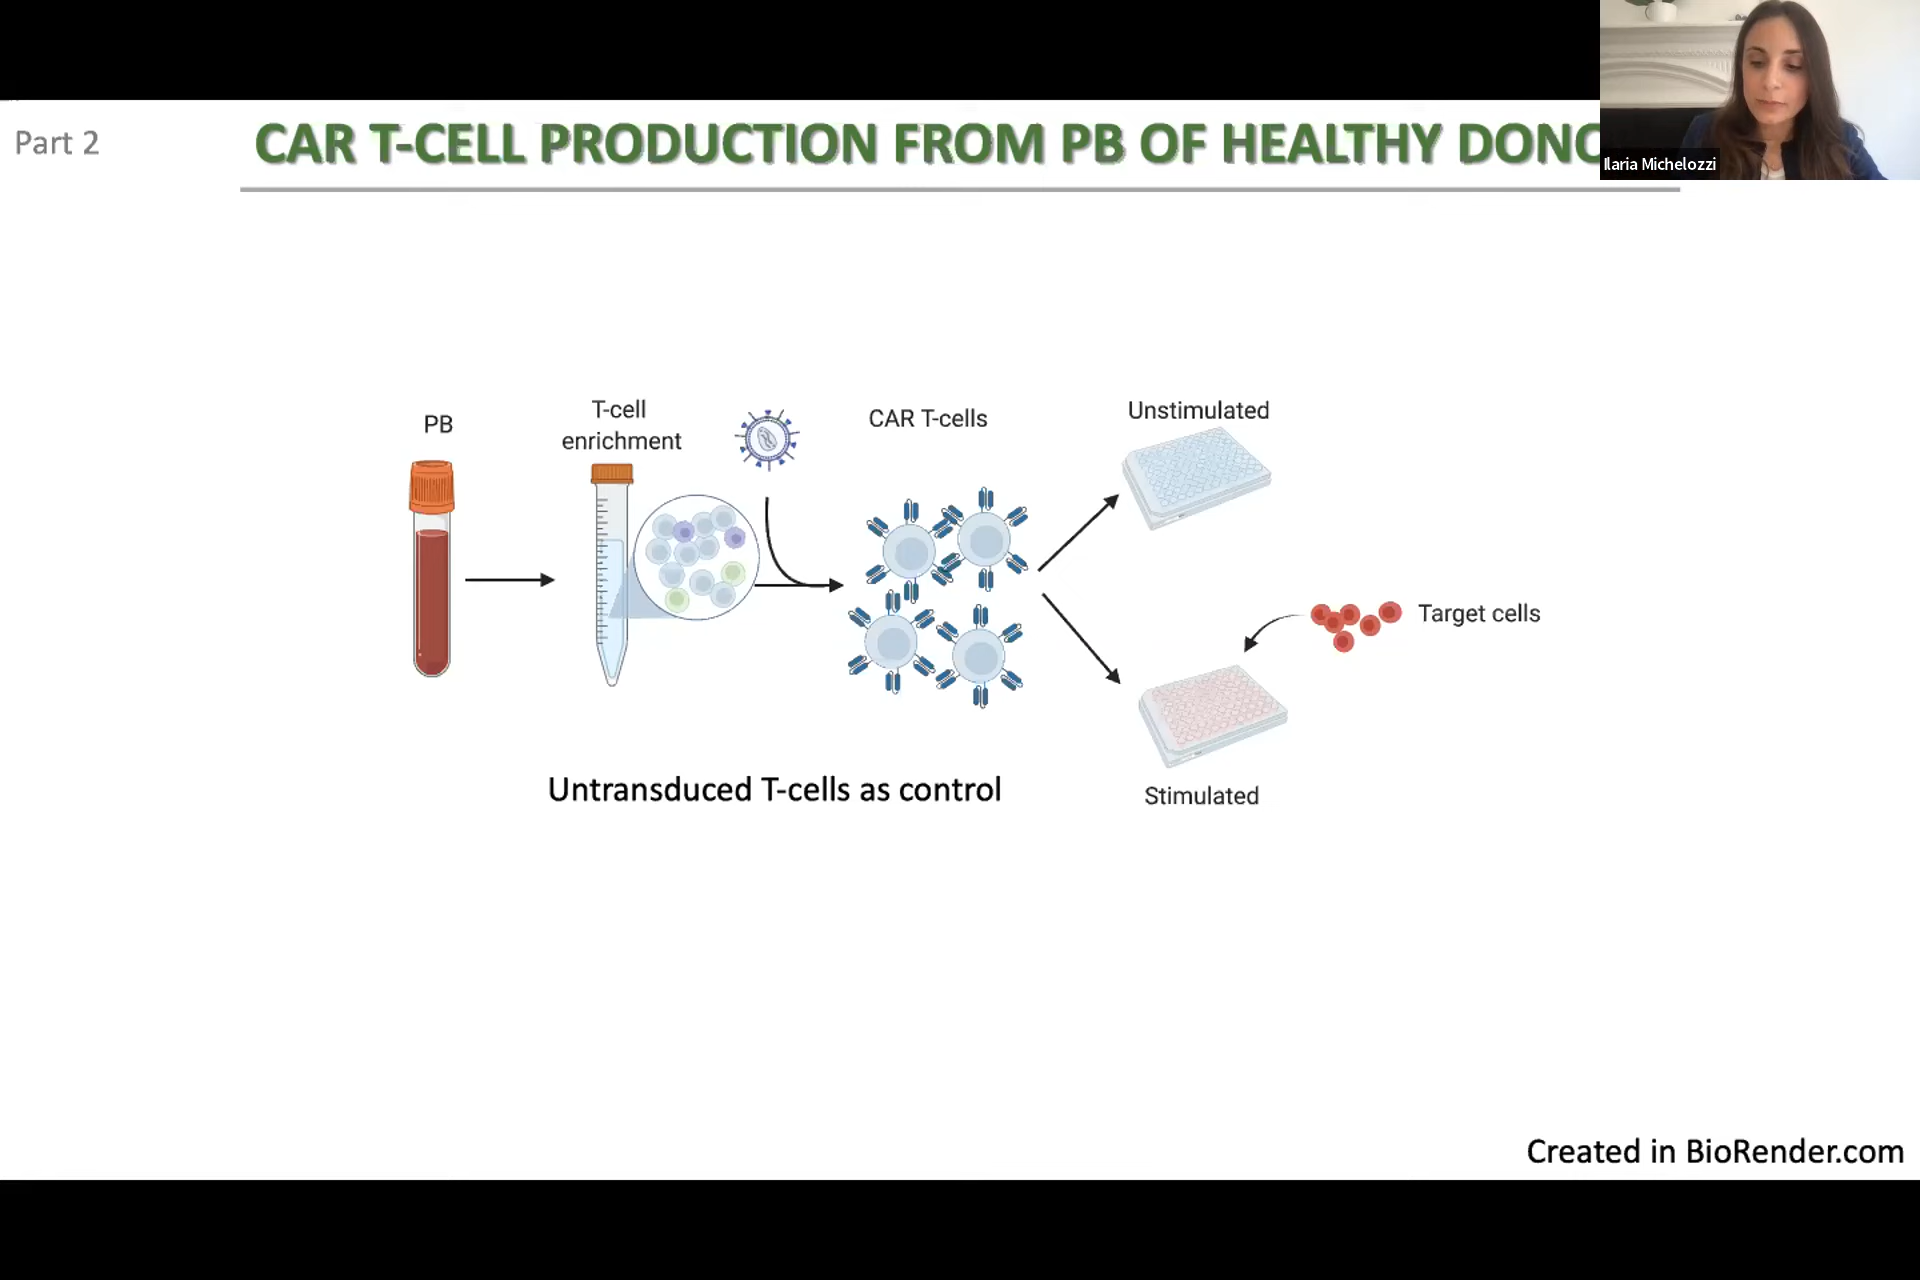 Part 2
CAR T-CELL PRODUCTION FROM PB OF HEALTHY
Ilaria Michelozzi
PB
T-cell
enrichment
CAR T-cells
Unstimulated
Target cells
Untransduced T-cells as control
Stimulated
Created in BioRender.com